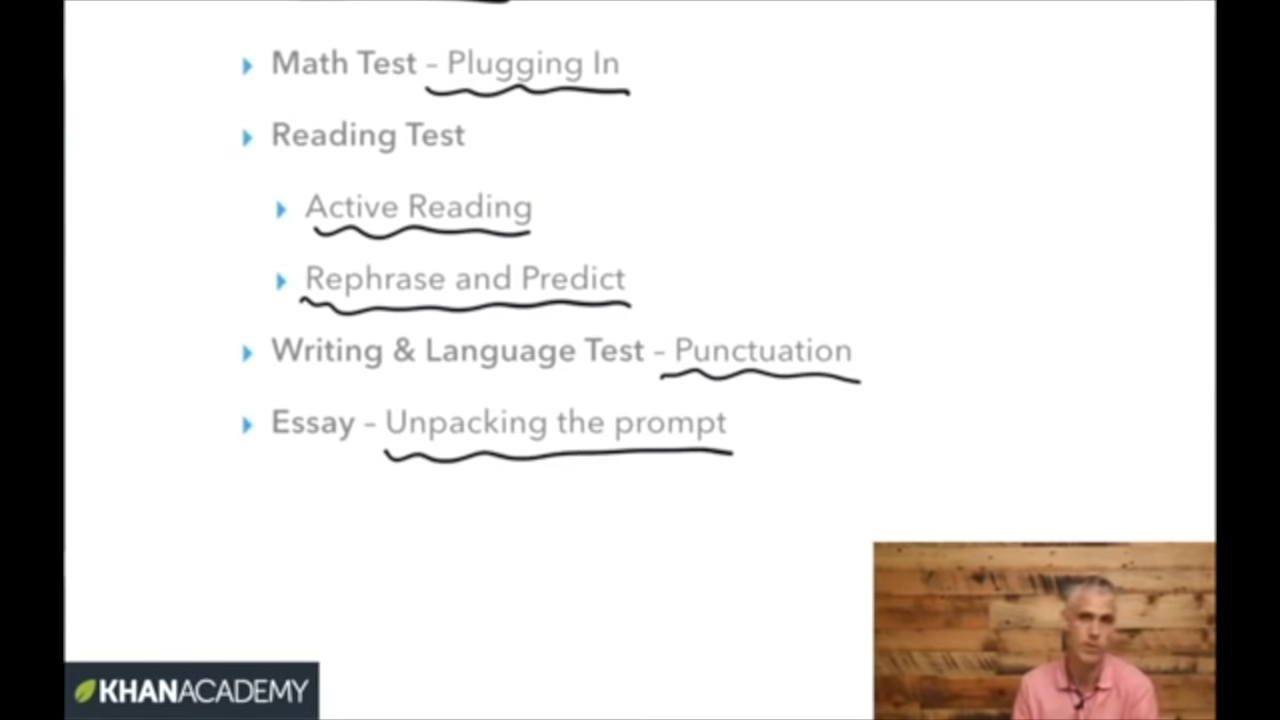 Math Test – Plugging In
Reading Test
Active Reading
Rephrase and Predict
Writing & Language Test – Punctuation
Essay – Unpacking the prompt
KHANACADEMY